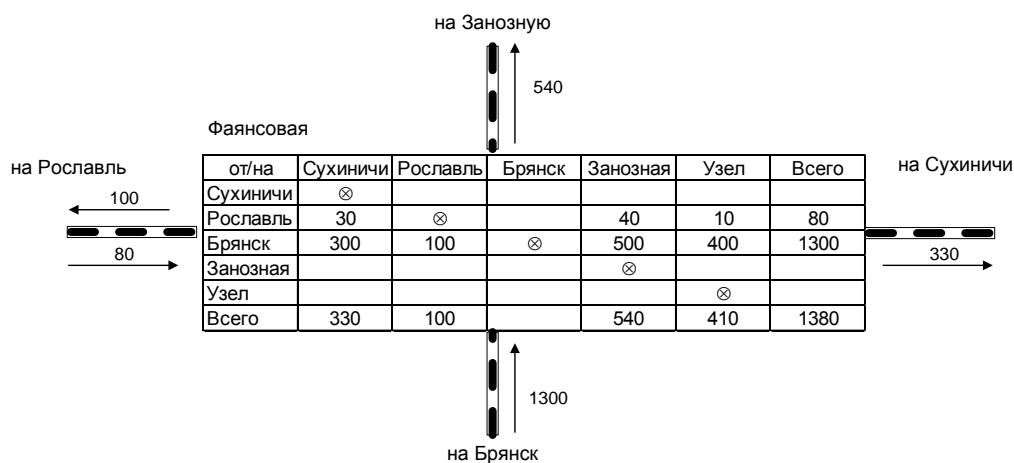 на Занозную
540
Фаянсовая
на Рославль
на Сухиничи
от/на Сухиничи Рославль Брянск Занозная Узел Всего
Сухиничи ⊗
100
Рославль 30 ⊗ 40 10 80
Брянск 300 100 ⊗ 500 400 1300
80
330
Занозная ⊗
Узел ⊗
Всего 330 100 540 410 1380
1300
на Брянск